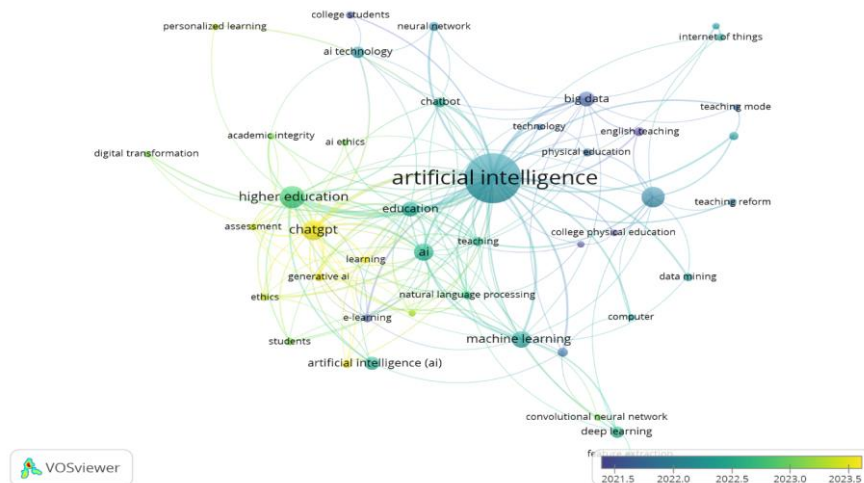 college students
personalized learning
neural network
internet of things
ai technology
chatbot
big data
teaching mode
technology
english teaching
academic integrity
ai ethics
physical education
digital transformation
artificial intelligence
higher education
education
teaching reform
assessment
chatgpt
college physical education
teaching
ai
learning
generative ai
data mining
ethics
natural language processing
e-learning
computer
students
machine learning
artificial intelligence (ai)
convolutional neural network
deep learning
feature extraction
VOSviewer
2021.5 2022.0 2022.5 2023.0 2023.5